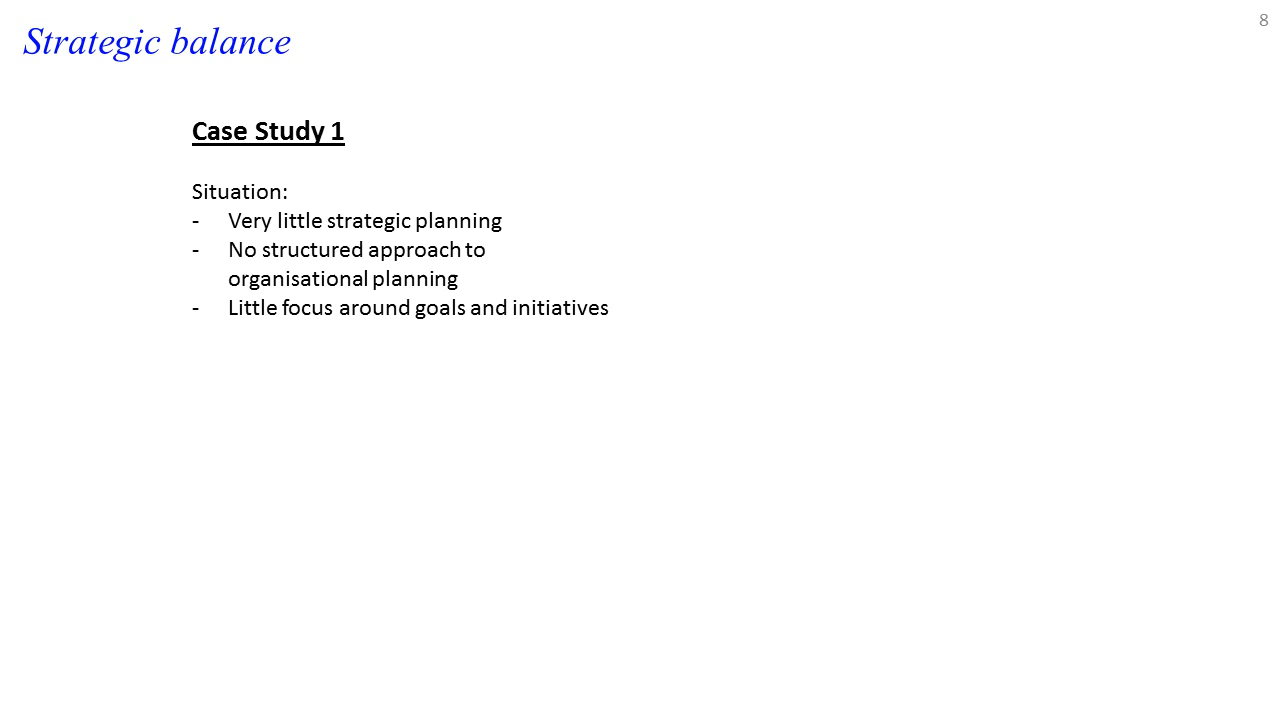 8
Strategic balance
Case Study 1
Situation:
- Very little strategic planning
- No structured approach to
organisational planning
- Little focus around goals and initiatives